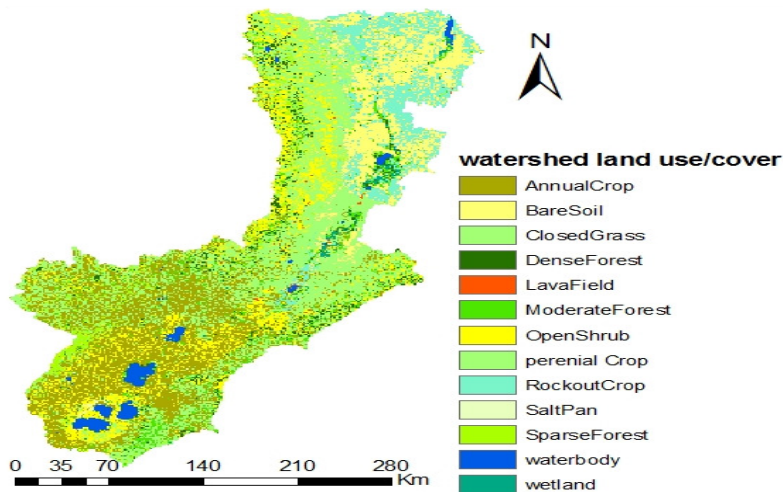 N
watershed land use/cover
AnnualCrop
BareSoil
ClosedGrass
DenseForest
LavaField
ModerateForest
OpenShrub
perenial Crop
RockoutCrop
SaltPan
SparseForest
waterbody
wetland
0 35 70 140 210 280
Km